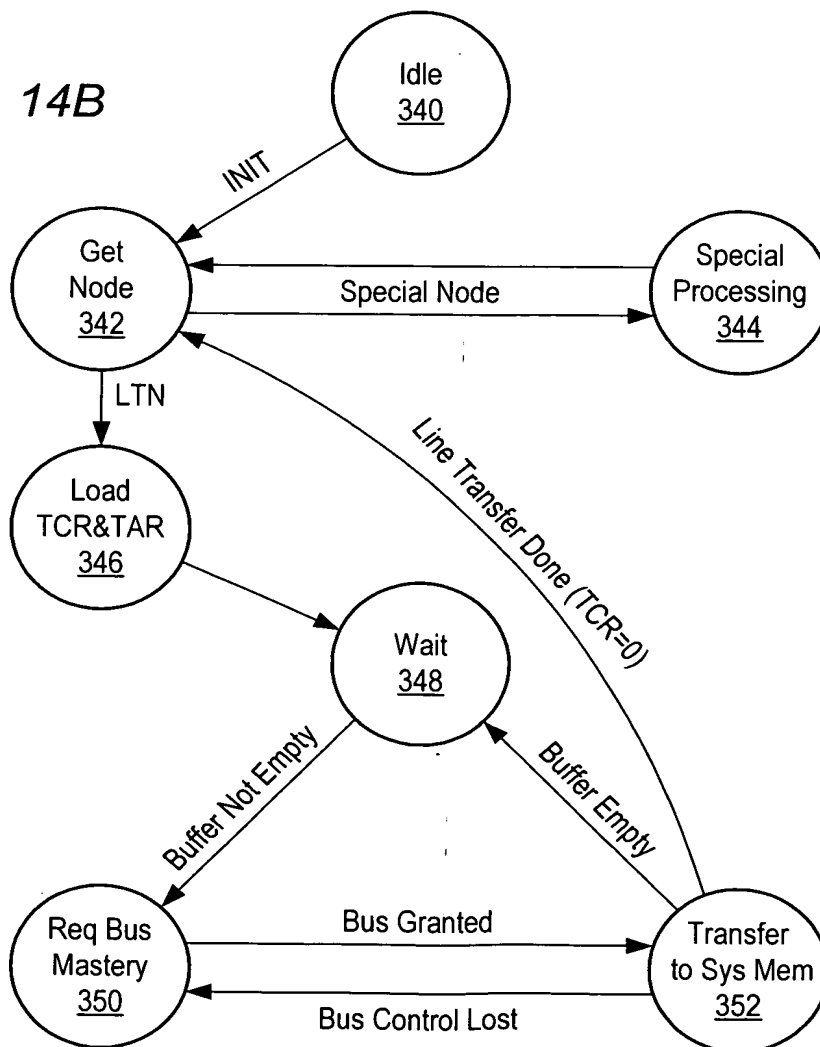 14B
Idle
340
INIT
Get
Node
342
Special Node
Special
Processing
344
LTN
Load
TCR&TAR
346
Line Transfer Done (TCR=0)
Wait
348
Buffer Not Empty
Buffer Empty
Req Bus
Mastery
350
Bus Granted
Bus Control Lost
Transfer
to Sys Mem
352